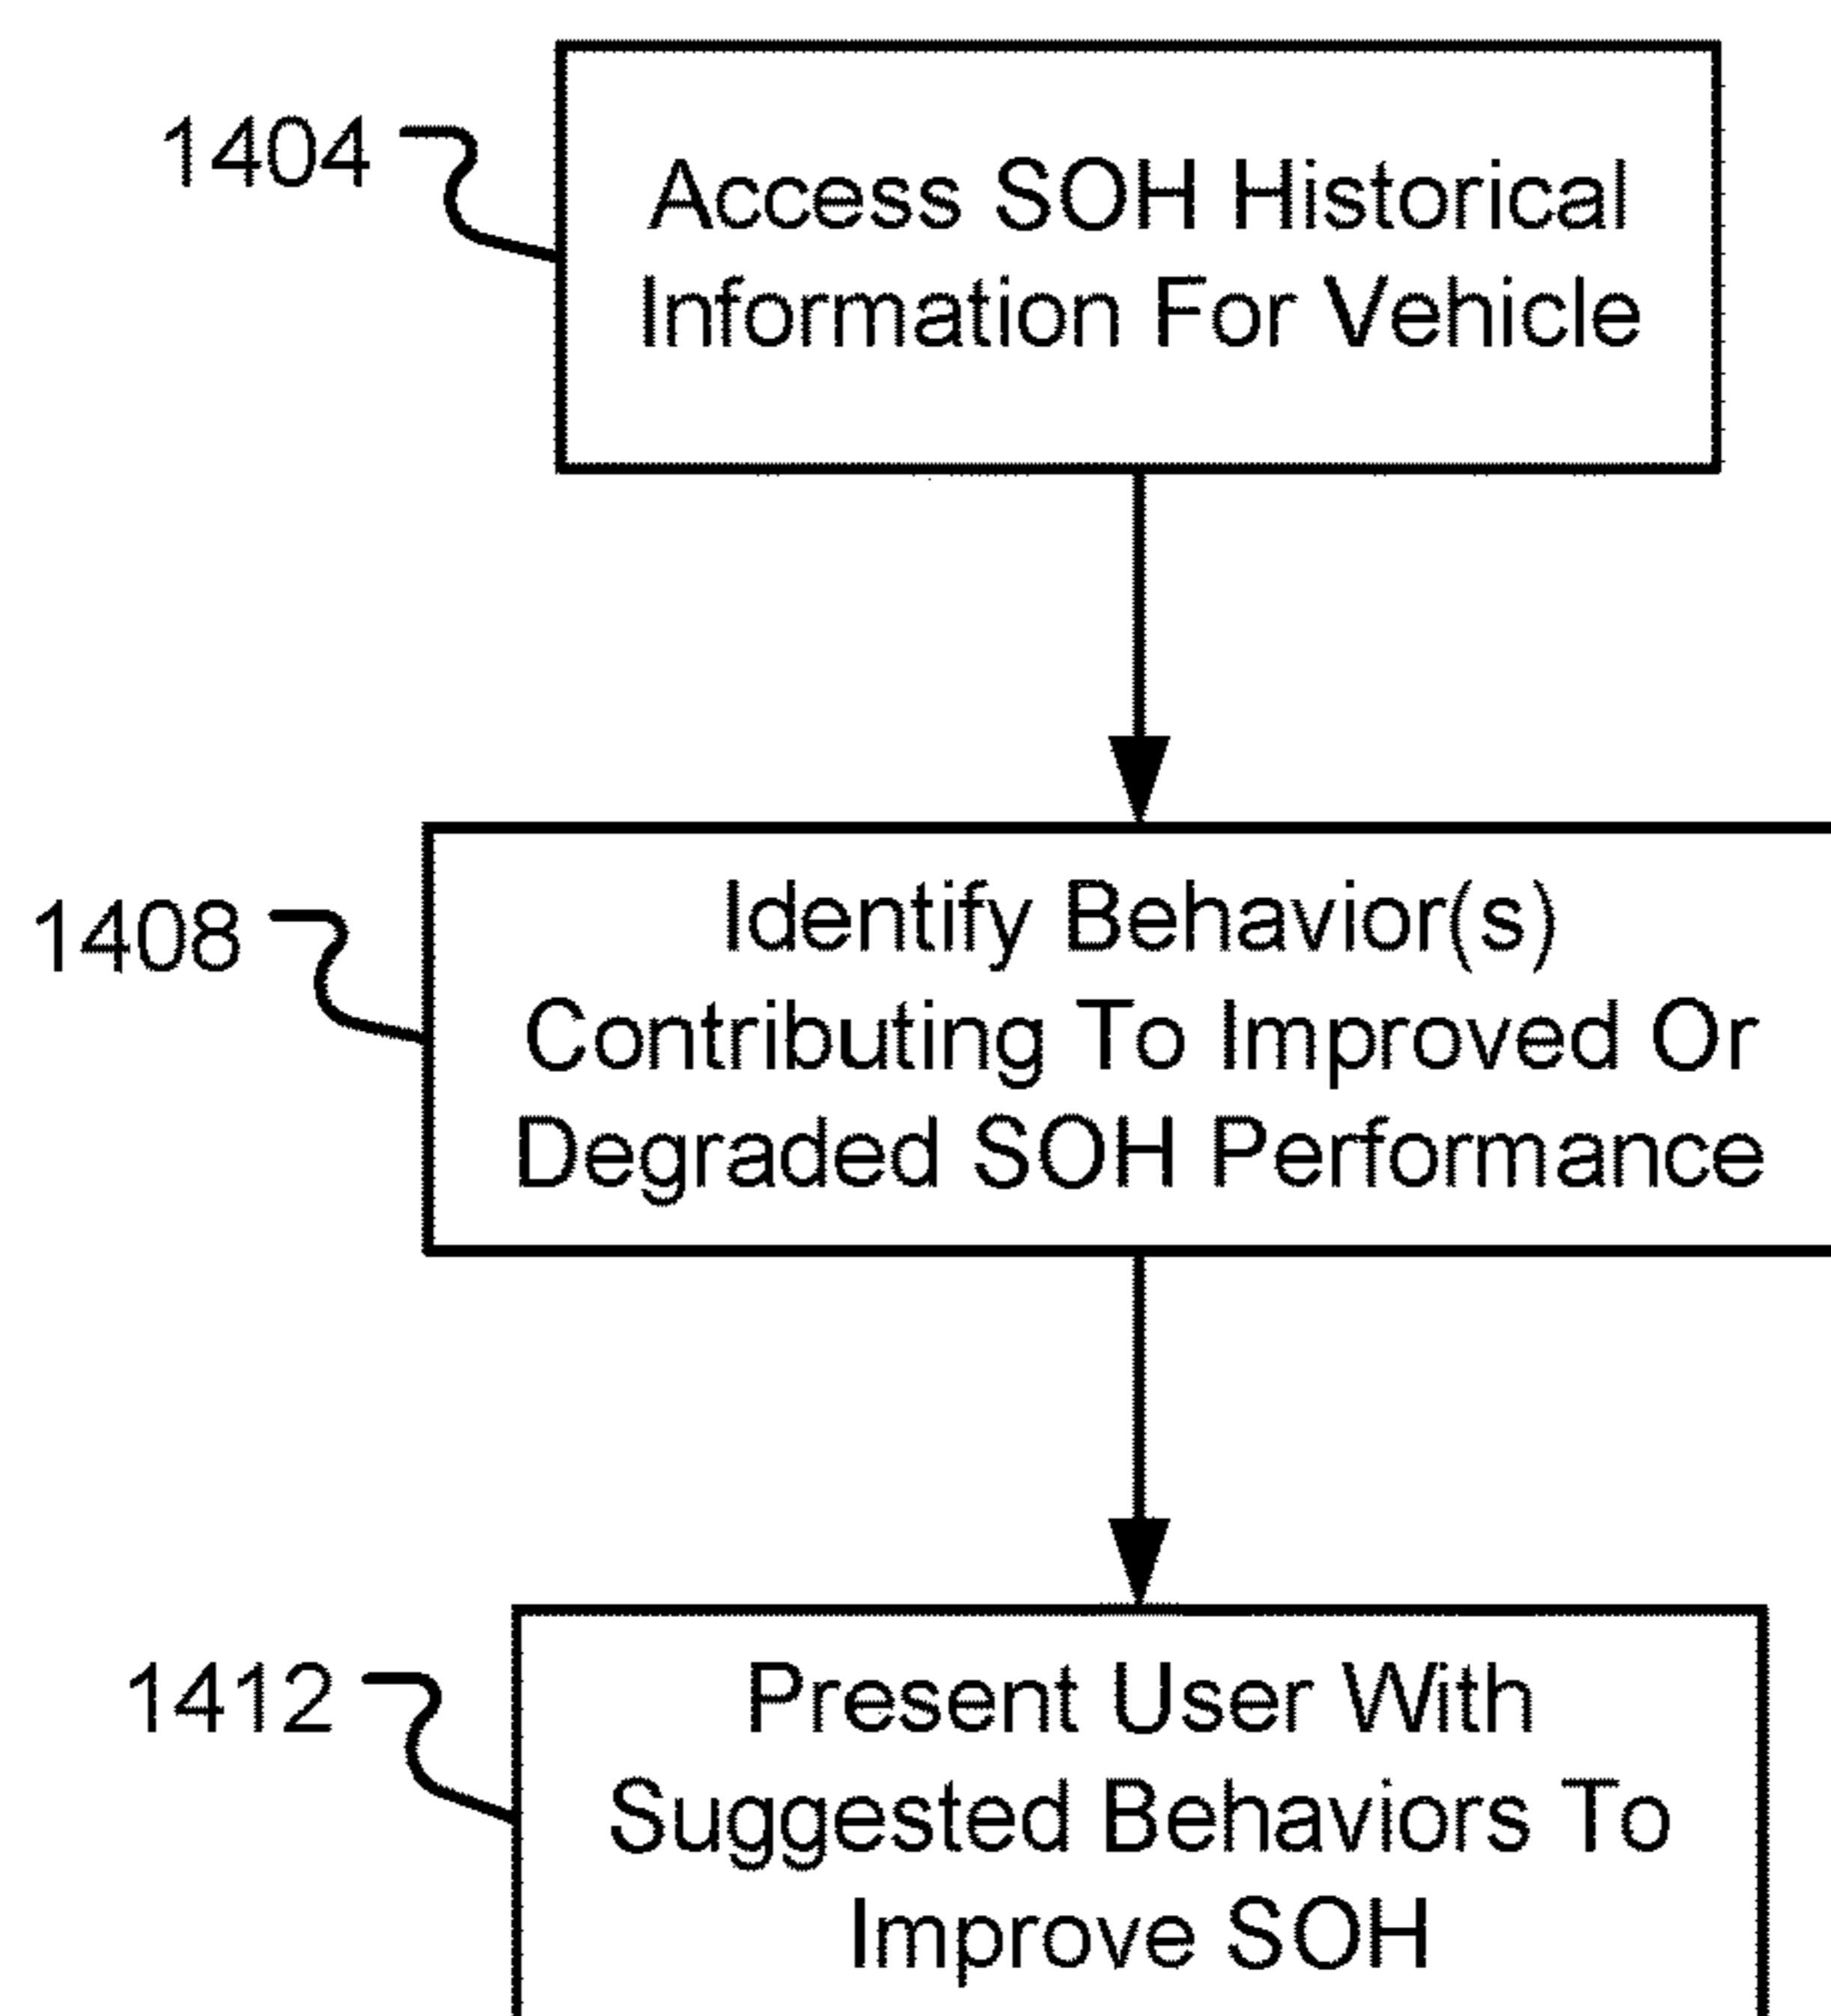 1404
Access SOH Historical
Information For Vehicle
1408
Identify Behavior(s)
Contributing To Improved Or
Degraded SOH Performance
1412
Present User With
Suggested Behaviors To
Improve SOH